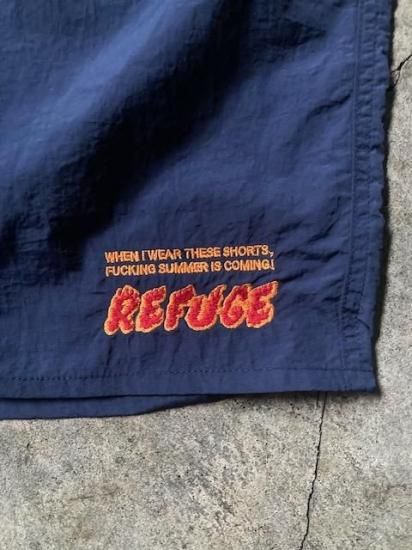 WHEN I WEAR THESE SHORTS,
FUCKING SUMMER IS COMING!
REFUGE